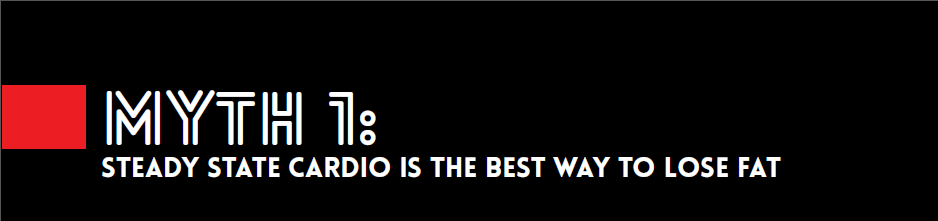 MYTH 1:
STEADY STATE CARDIO IS THE BEST WAY TO LOSE FAT